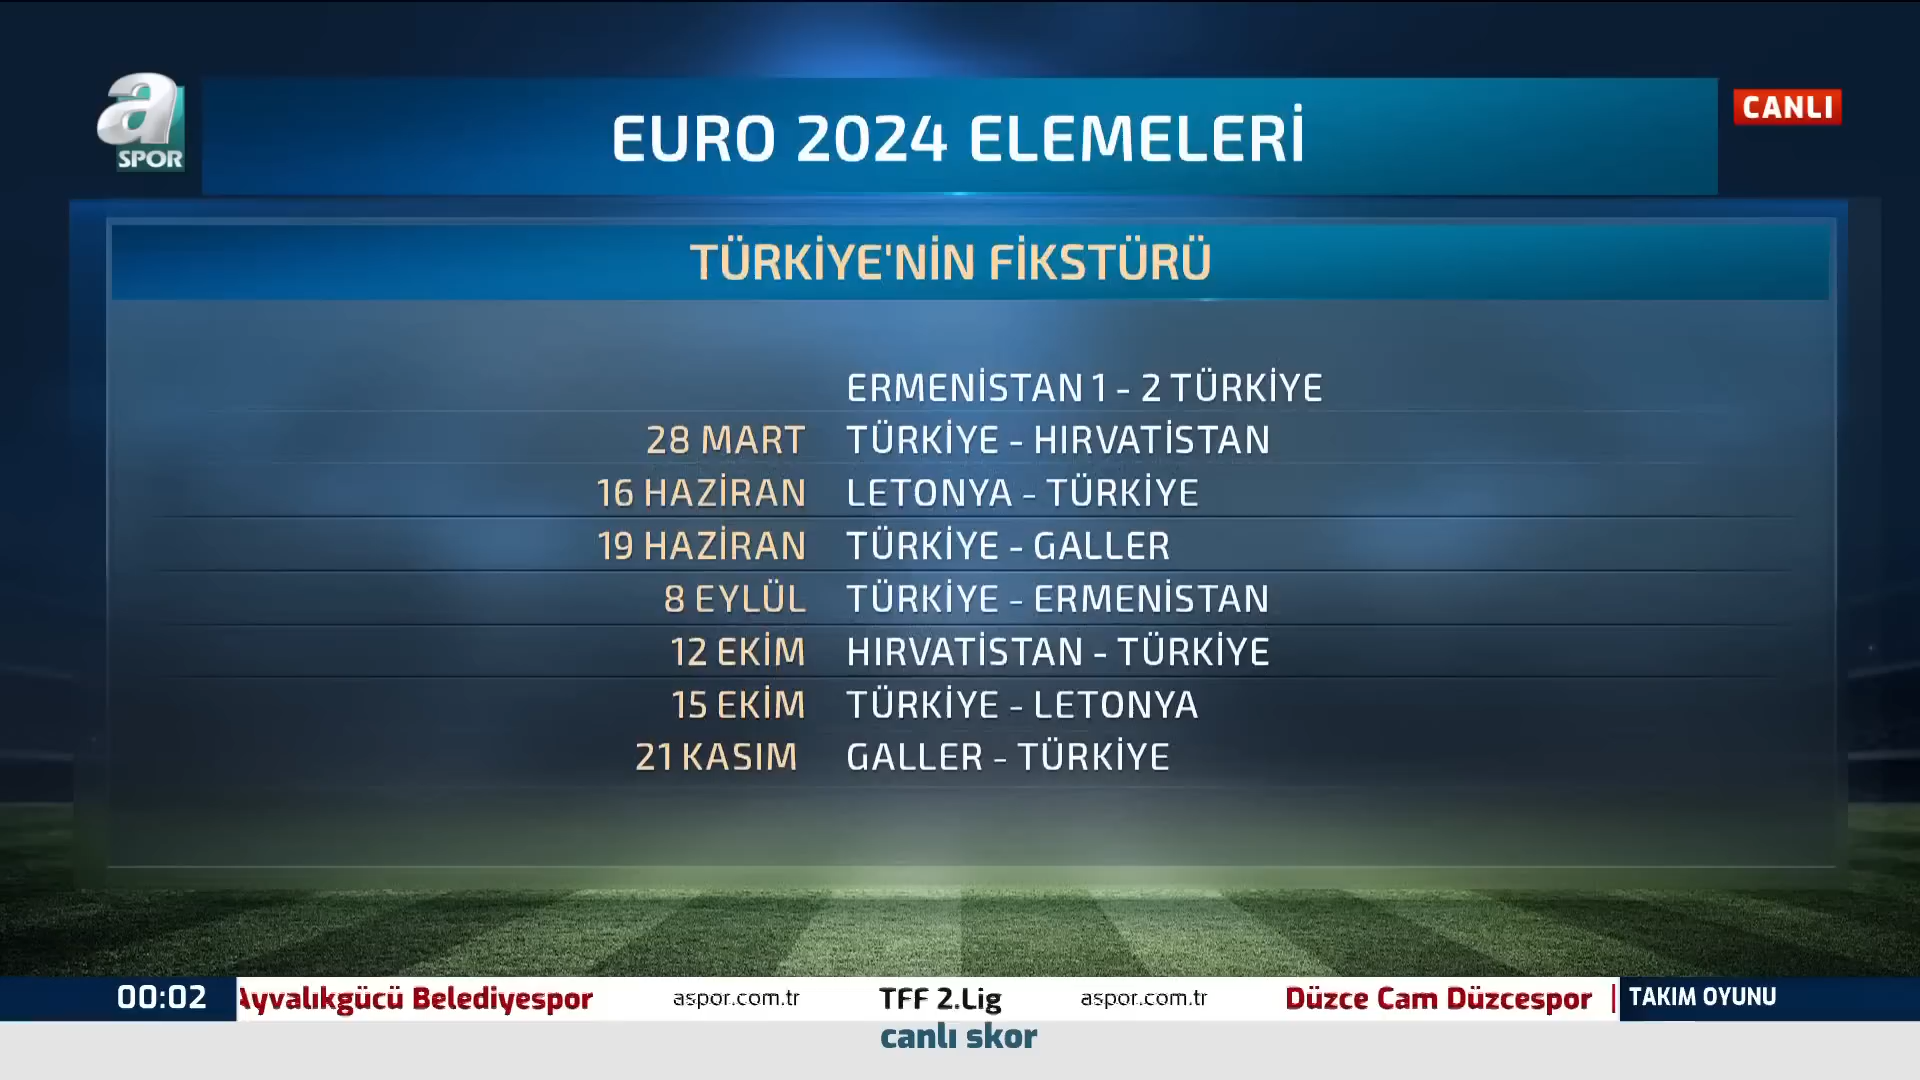 a
SPOR
EURO 2024 ELEMELERİ
CANLI
TÜRKİYE'NİN FİKSTÜRÜ
ERMENİSTAN 1 - 2 TÜRKİYE
28 MART TÜRKİYE - HIRVATİSTAN
16 HAZİRAN LETONYA - TÜRKİYE
19 HAZİRAN TÜRKİYE - GALLER
8 EYLÜL TÜRKİYE - ERMENİSTAN
12 EKİM HIRVATİSTAN - TÜRKİYE
15 EKİM TÜRKİYE - LETONYA
21 KASIM GALLER - TÜRKİYE
00:02 Ayvalıkgücü Belediyespor aspor.com.tr TFF 2.Lig aspor.com.tr Düzce Cam Düzcespor | TAKIM OYUNU
canlı skor